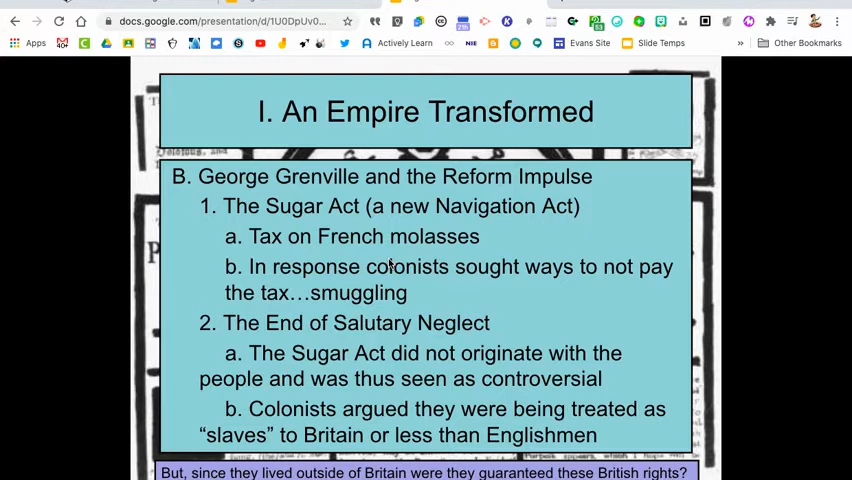 docs.google.com/presentation/d/1U0DpUv0...
Apps
Actively Learn
NIE
Evans Site
Slide Temps
Other Bookmarks
I. An Empire Transformed
B. George Grenville and the Reform Impulse
1. The Sugar Act (a new Navigation Act)
a. Tax on French molasses
b. In response colonists sought ways to not pay
the tax…smuggling
2. The End of Salutary Neglect
a. The Sugar Act did not originate with the
people and was thus seen as controversial
b. Colonists argued they were being treated as
“slaves” to Britain or less than Englishmen
But, since they lived outside of Britain were they guaranteed these British rights?